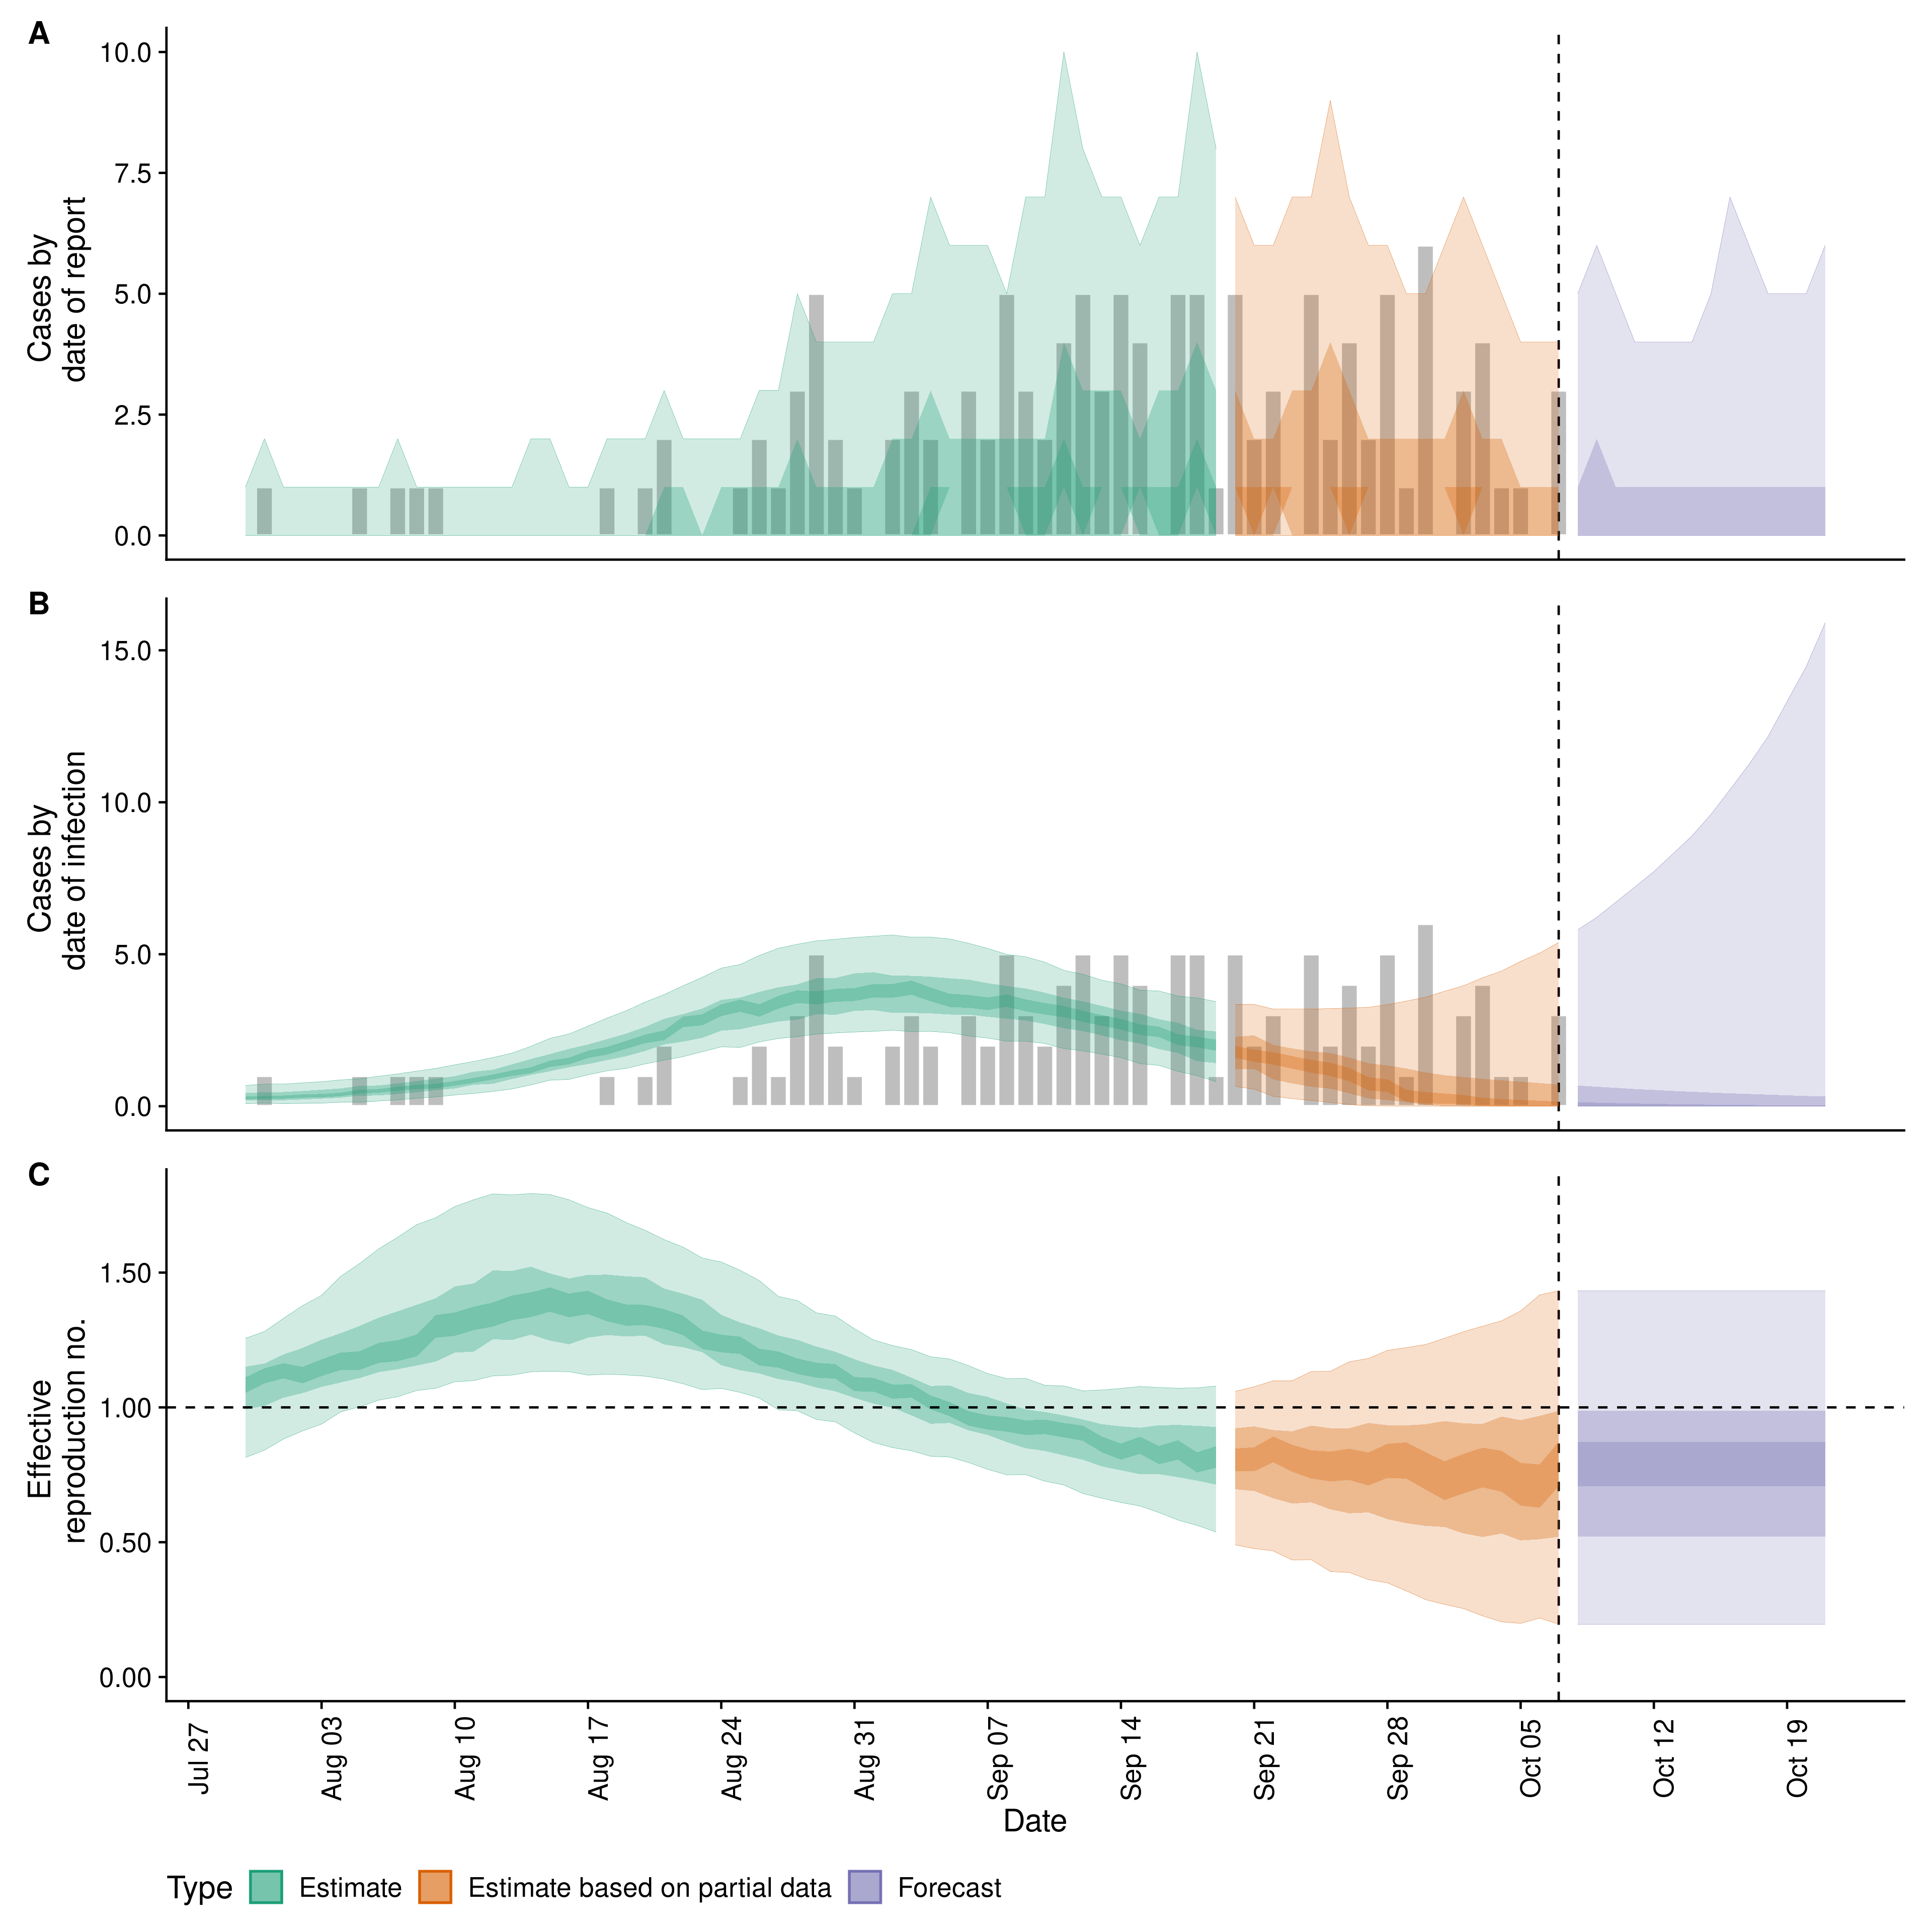 A
10.0
7.5
5.0
2.5
0.0
Cases by
date of report
B
15.0
10.0
5.0
0.0
Cases by
date of infection
C
1.50
1.00
0.50
0.00
Effective
reproduction no.
Jul 27
Aug 03
Aug 10
Aug 17
Aug 24
Aug 31
Sep 07
Sep 14
Sep 21
Sep 28
Oct 05
Oct 12
Oct 19
Date
Type Estimate Estimate based on partial data Forecast